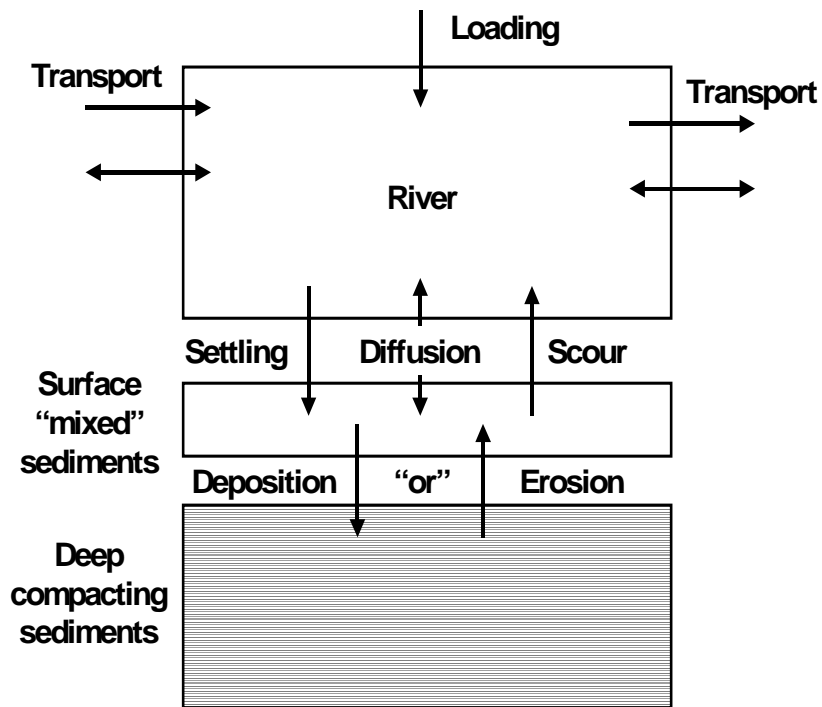 Loading
Transport
Transport
River
Settling
Diffusion
Scour
Surface
“mixed”
sediments
Deposition
“or”
Erosion
Deep
compacting
sediments